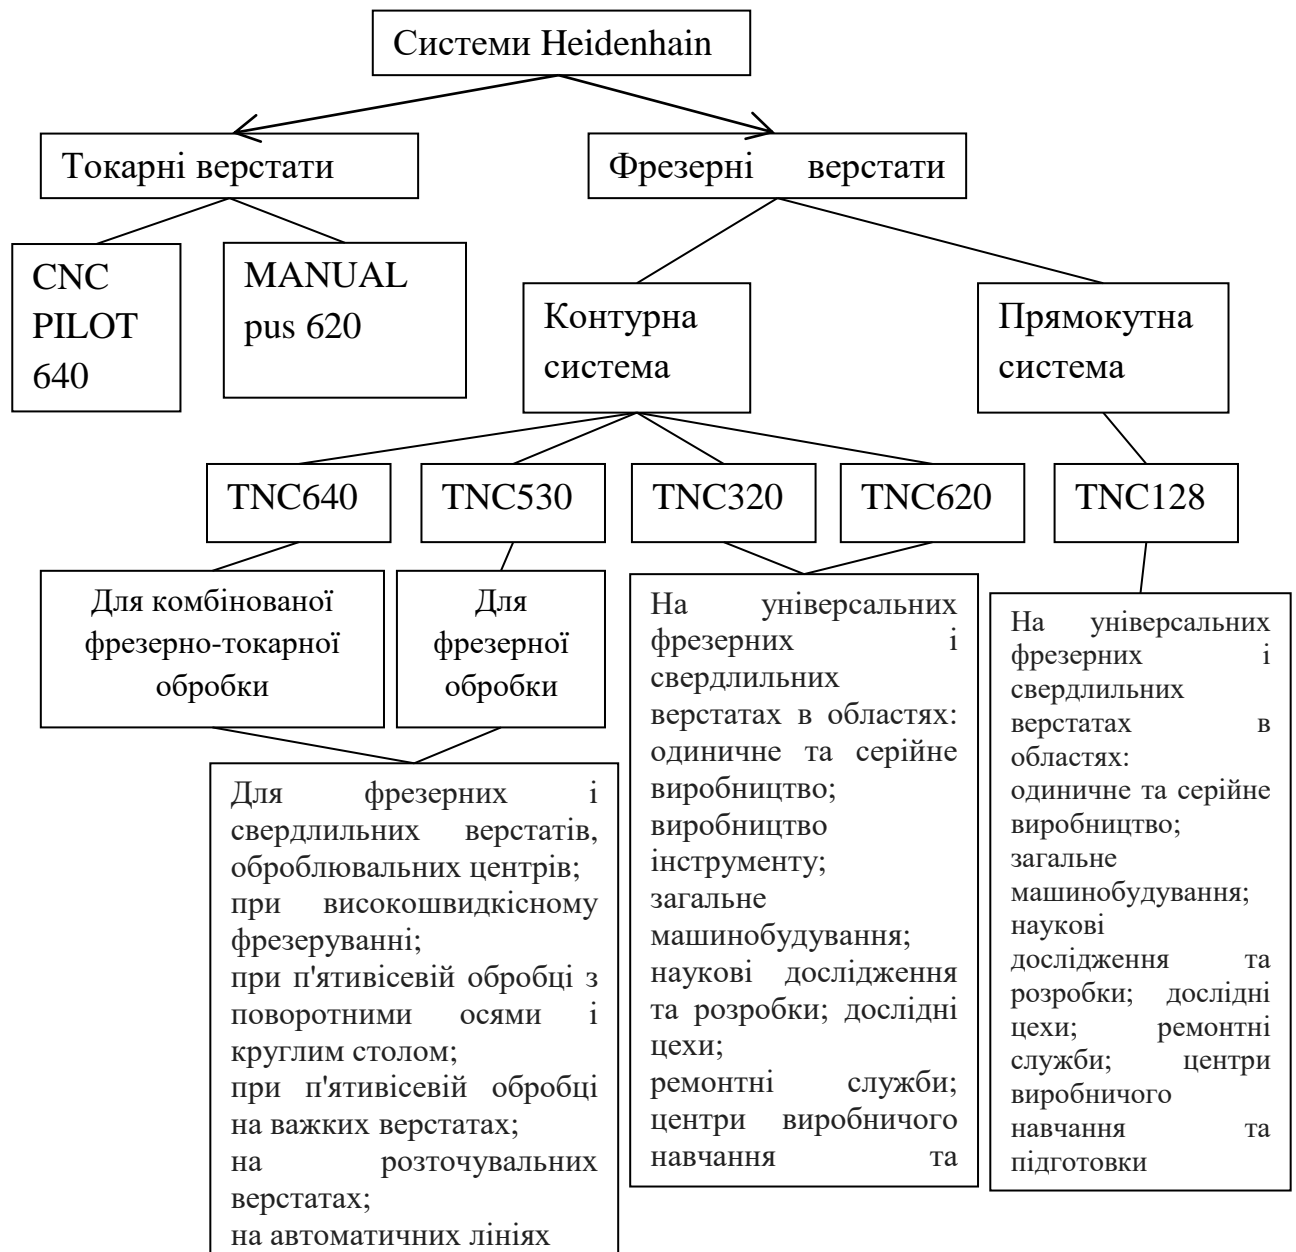 Системи Heidenhain
Токарні верстати
Фрезерні верстати
CNC
PILOT
640
MANUAL
pus 620
Контурна
система
Прямокутна
система
TNC640
TNC530
TNC320
TNC620
TNC128
Для комбінованої
фрезерно-токарної
обробки
Для
фрезерної
обробки
Для фрезерних і
свердлильних верстатів,
оброблювальних центрів;
при високошвидкісному
фрезеруванні;
при п'ятивісевій обробці з
поворотними осями і
круглим столом;
при п'ятивісевій обробці
на важких верстатах;
на розточувальних
верстатах;
на автоматичних лініях
На універсальних
фрезерних і
свердлильних
верстатах в областях:
одиничне та серійне
виробництво;
виробництво
інструменту;
загальне
машинобудування;
наукові дослідження
та розробки; дослідні
цехи;
ремонтні служби;
центри виробничого
навчання та
На універсальних
фрезерних і
свердлильних
верстатах в
областях:
одиничне та серійне
виробництво;
загальне
машинобудування;
наукові
дослідження та
розробки; дослідні
цехи; ремонтні
служби; центри
виробничого
навчання та
підготовки